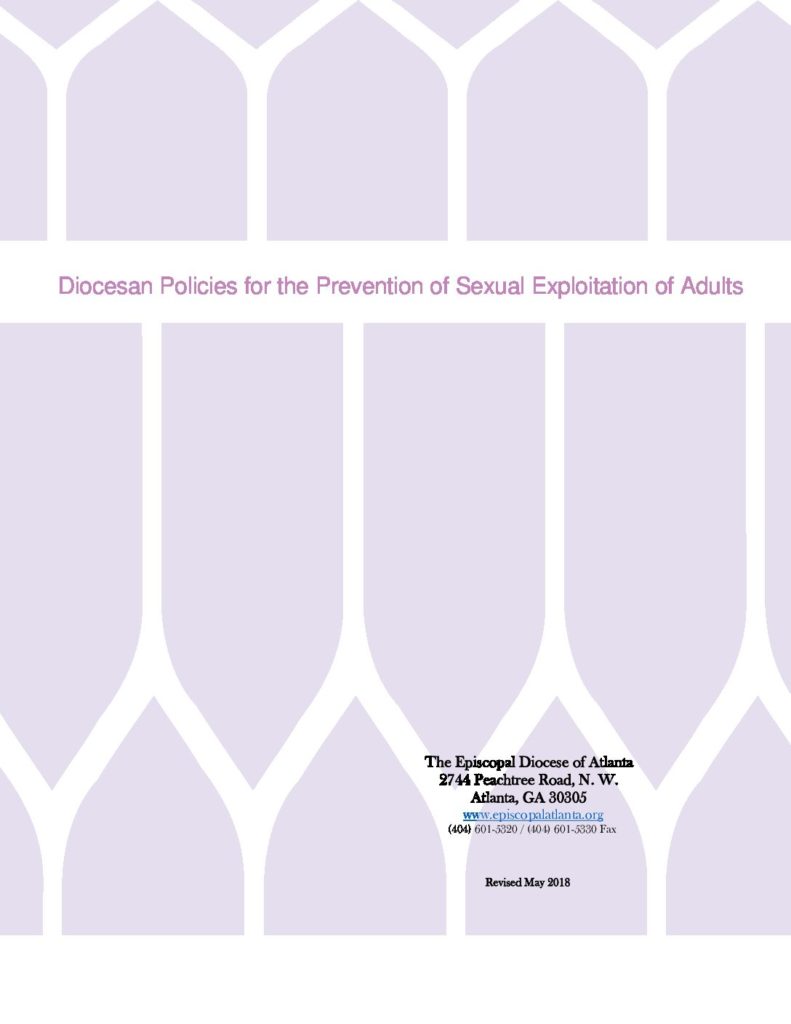 Diocesan Policies for the Prevention of Sexual Exploitation of Adults
The Episcopal Diocese of Atlanta
2744 Peachtree Road, N. W.
Atlanta, GA 30305
www.episcopalatlanta.org
(404) 601-5320 / (404) 601-5330 Fax
Revised May 2018